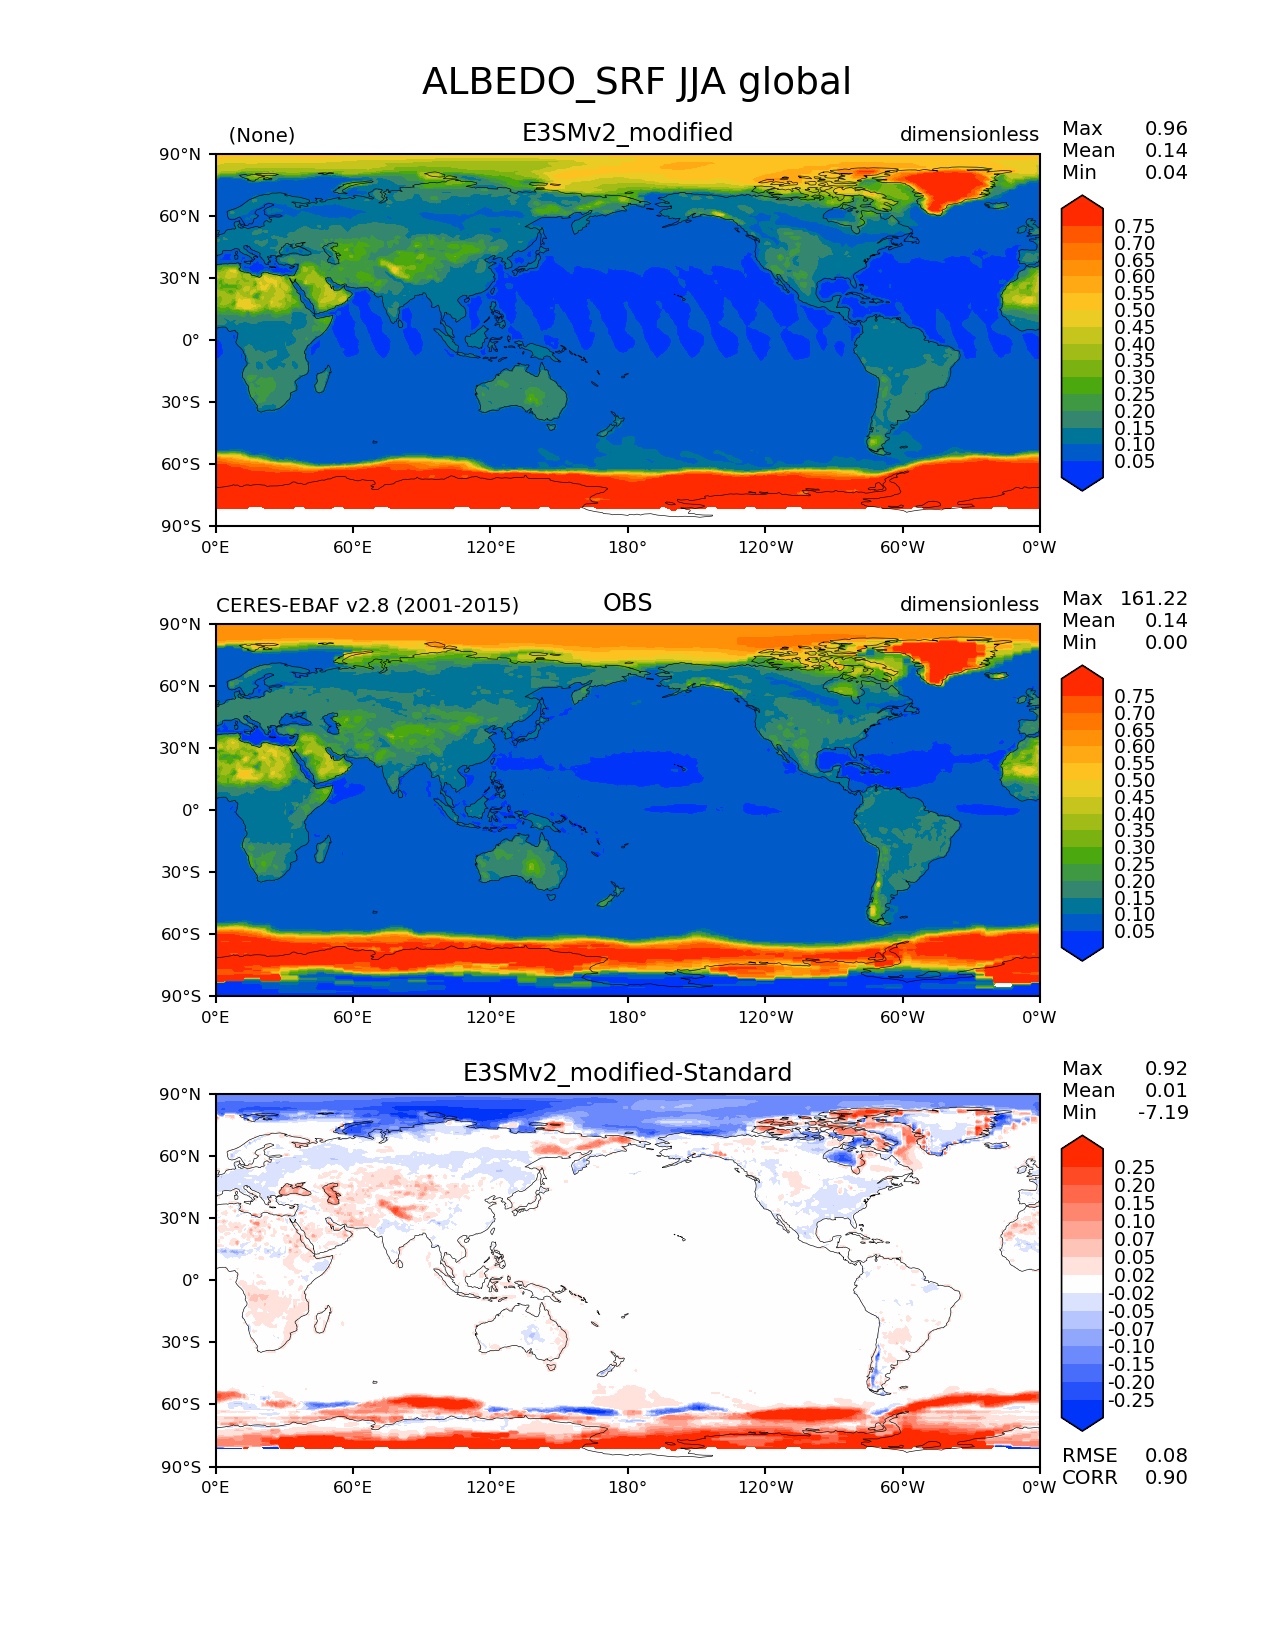 ALBEDO_SRF JJA global
(None) E3SMv2_modified dimensionless
Max 0.96
Mean 0.14
Min 0.04
90°N
60°N
30°N
0°
30°S
60°S
90°S
0°E 60°E 120°E 180° 120°W 60°W 0°W
0.75
0.70
0.65
0.60
0.55
0.50
0.45
0.40
0.35
0.30
0.25
0.20
0.15
0.10
0.05
CERES-EBAF v2.8 (2001-2015) OBS dimensionless
Max 161.22
Mean 0.14
Min 0.00
90°N
60°N
30°N
0°
30°S
60°S
90°S
0°E 60°E 120°E 180° 120°W 60°W 0°W
0.75
0.70
0.65
0.60
0.55
0.50
0.45
0.40
0.35
0.30
0.25
0.20
0.15
0.10
0.05
E3SMv2_modified-Standard
Max 0.92
Mean 0.01
Min -7.19
90°N
60°N
30°N
0°
30°S
60°S
90°S
0°E 60°E 120°E 180° 120°W 60°W 0°W
0.25
0.20
0.15
0.10
0.07
0.05
0.02
-0.02
-0.05
-0.07
-0.10
-0.15
-0.20
-0.25
RMSE 0.08
CORR 0.90